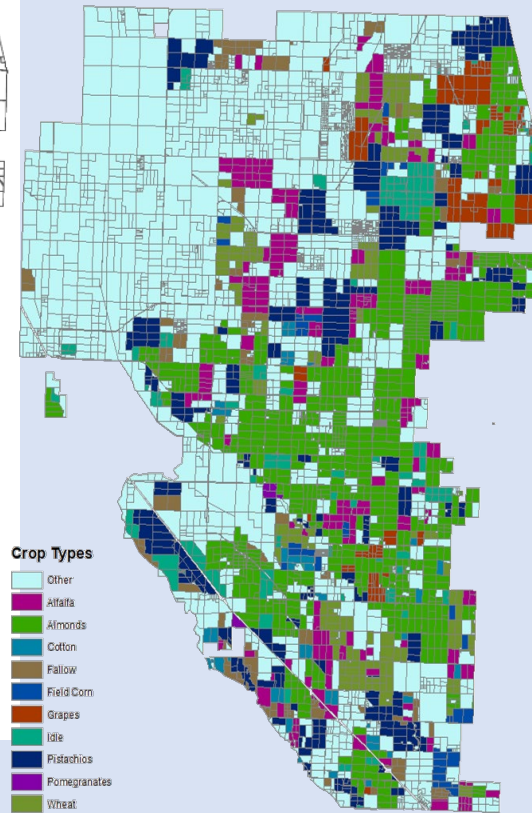 Crop Types
Other
Alfalfa
Almonds
Cotton
Fallow
Field Corn
Grapes
Idle
Pistachios
Pomegranates
Wheat